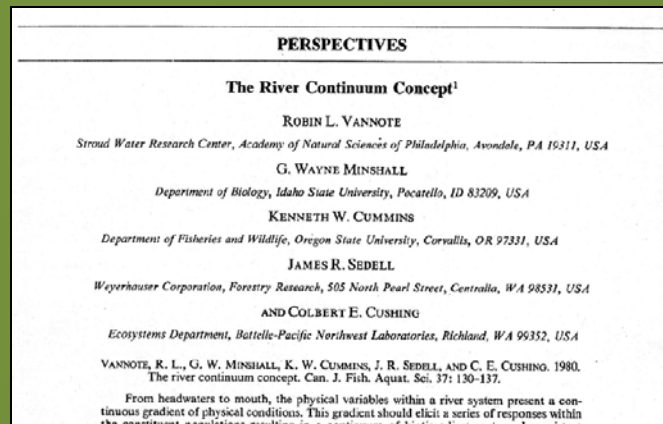 PERSPECTIVES
The River Continuum Concept¹
ROBIN L. VANNOTE
Stroud Water Research Center, Academy of Natural Sciences of Philadelphia, Avondale, PA 19311, USA
G. WAYNE MINSHALL
Department of Biology, Idaho State University, Pocatello, ID 83209, USA
KENNETH W. CUMMINS
Department of Fisheries and Wildlife, Oregon State University, Corvallis, OR 97331, USA
JAMES R. SEDELL
Weyerhauser Corporation, Forestry Research, 505 North Pearl Street, Centralia, WA 98531, USA
AND COLBERT E. CUSHING
Ecosystems Department, Battelle-Pacific Northwest Laboratories, Richland, WA 99352, USA
VANNOTE, R. L., G. W. MINSHALL, K. W. CUMMINS, J. R. SEDELL, AND C. E. CUSHING. 1980.
The river continuum concept. Can. J. Fish. Aquat. Sci. 37: 130–137.
From headwaters to mouth, the physical variables within a river system present a con-
tinuous gradient of physical conditions. This gradient should elicit a series of responses within